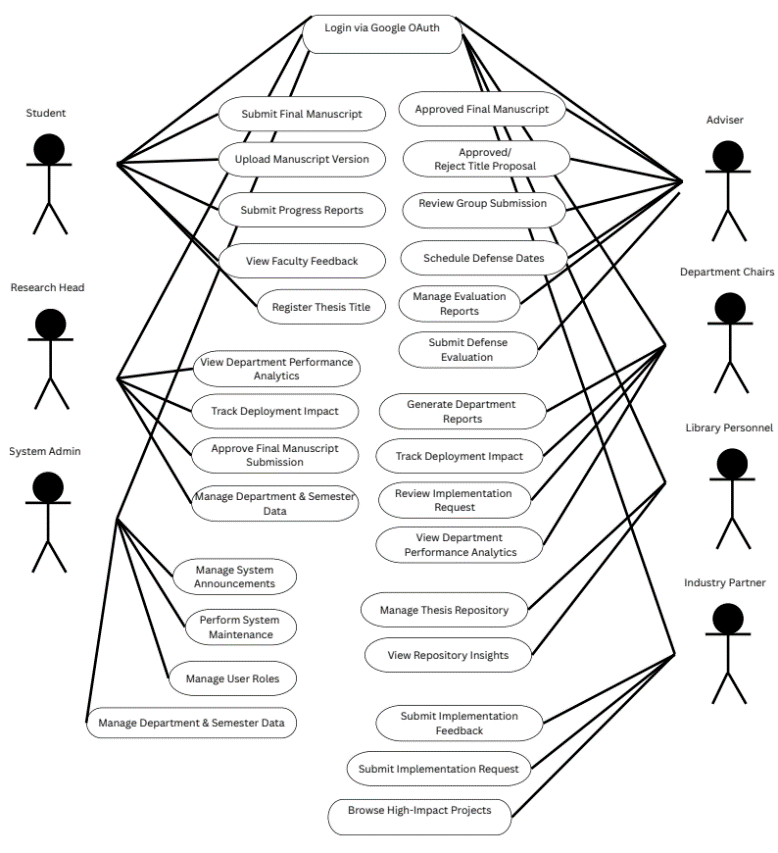 Login via Google OAuth
Student
Submit Final Manuscript
Approved Final Manuscript
Adviser
Upload Manuscript Version
Approved/
Reject Title Proposal
Submit Progress Reports
Review Group Submission
View Faculty Feedback
Schedule Defense Dates
Department Chairs
Research Head
Register Thesis Title
Manage Evaluation
Reports
Submit Defense
Evaluation
View Department Performance
Analytics
Track Deployment Impact
Generate Department
Reports
Library Personnel
System Admin
Approve Final Manuscript
Submission
Track Deployment Impact
Manage Department & Semester
Data
Review Implementation
Request
View Department
Performance Analytics
Manage System
Announcements
Industry Partner
Perform System
Maintenance
Manage Thesis Repository
View Repository Insights
Manage User Roles
Manage Department & Semester Data
Submit Implementation
Feedback
Submit Implementation Request
Browse High-Impact Projects